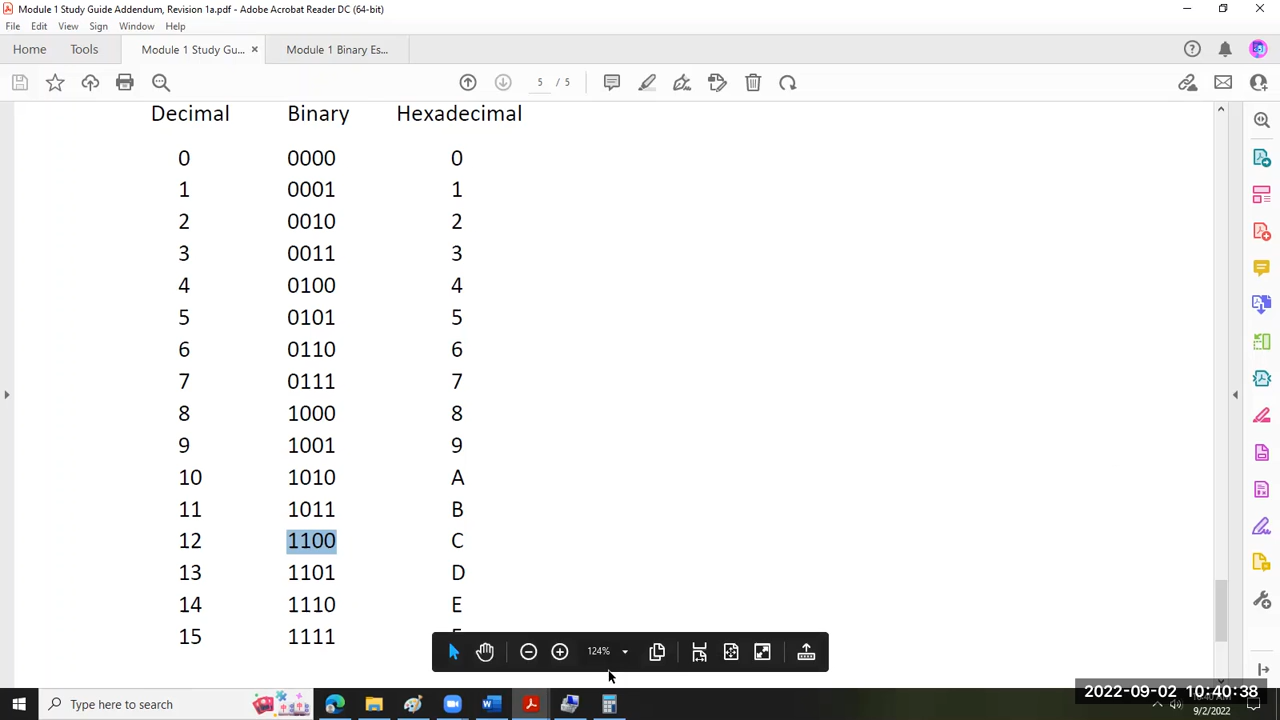 Module 1 Study Guide Addendum, Revision 1a.pdf - Adobe Acrobat Reader DC (64-bit)
File Edit View Sign Window Help
Home Tools Module 1 Study Gu... × Module 1 Binary Es...
5 / 5
Decimal Binary Hexadecimal
0 0000 0
1 0001 1
2 0010 2
3 0011 3
4 0100 4
5 0101 5
6 0110 6
7 0111 7
8 1000 8
9 1001 9
10 1010 A
11 1011 B
12 1100 C
13 1101 D
14 1110 E
15 1111
124%
Type here to search
2022-09-02 10:40:38
9/2/2022